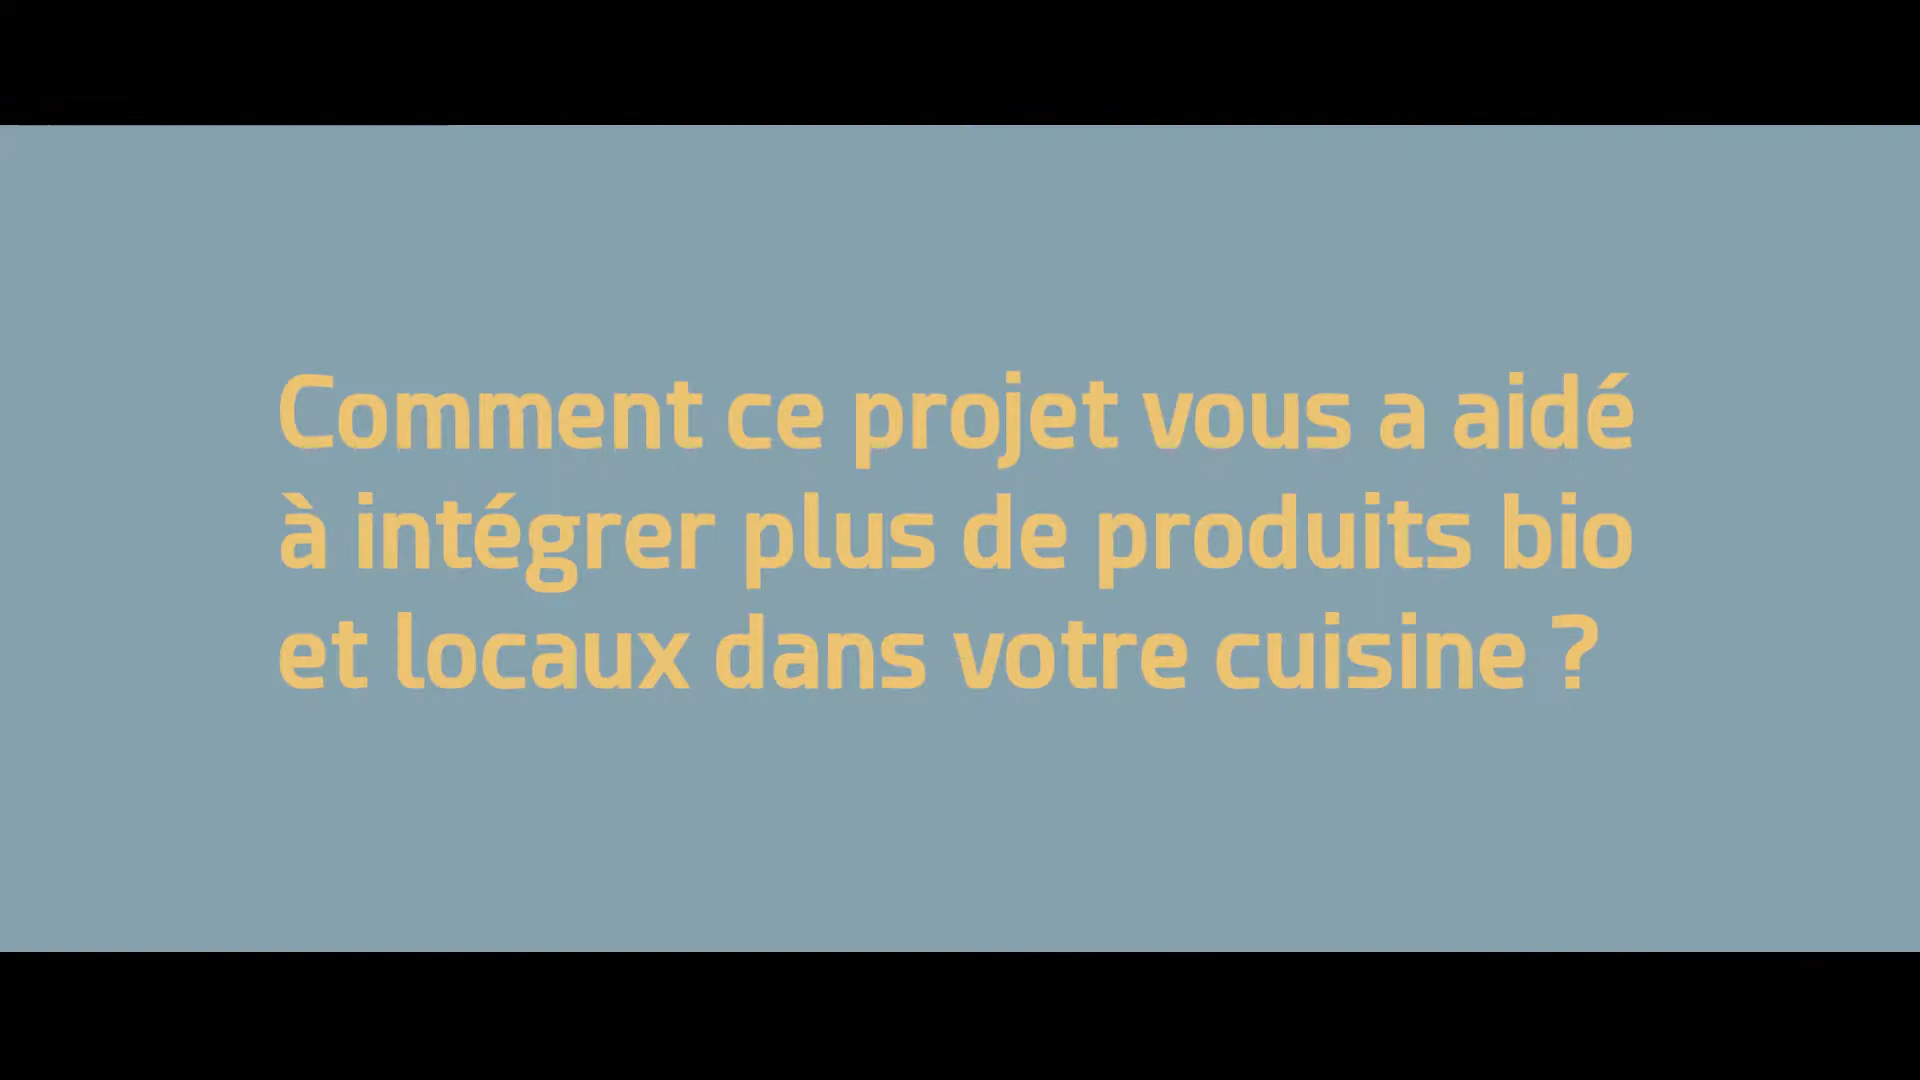 Comment ce projet vous a aidé
à intégrer plus de produits bio
et locaux dans votre cuisine ?